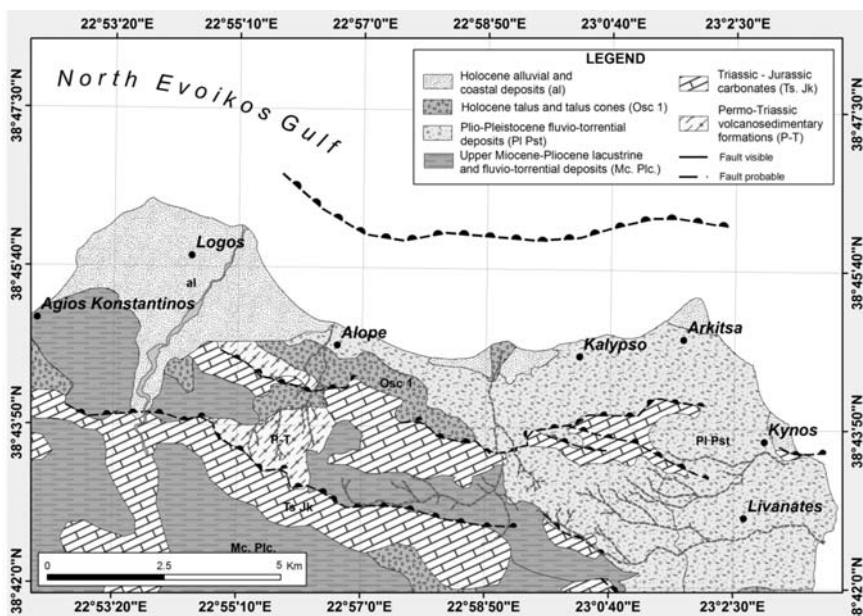 22°53'20"E 22°55'10"E 22°57'0"E 22°58'50"E 23°0'40"E 23°2'30"E
North Evoikos Gulf
LEGEND
Holocene alluvial and
coastal deposits (al)
Holocene talus and talus cones (Osc 1)
Plio-Pleistocene fluvio-torrential
deposits (Pl Pst)
Upper Miocene-Pliocene lacustrine
and fluvio-torrential deposits (Mc. Plc.)
Triassic - Jurassic
carbonates (Ts. Jk)
Permo-Triassic
volcanosedimentary
formations (P-T)
Fault visible
Fault probable
38°47'30"N 38°47'30"N
38°45'40"N 38°45'40"N
Logos
al
Agios Konstantinos
Alope
Kalypso
Arkitsa
Osc 1
38°43'50"N 38°43'50"N
P-T
Pl Pst
Kynos
Ts Jk
Livanates
Mc. Plc.
0 2.5 5 Km
38°42'0"N 38°42'0"N
22°53'20"E 22°55'0"E 22°57'0"E 22°58'50"E 23°0'40"E 23°2'30"E